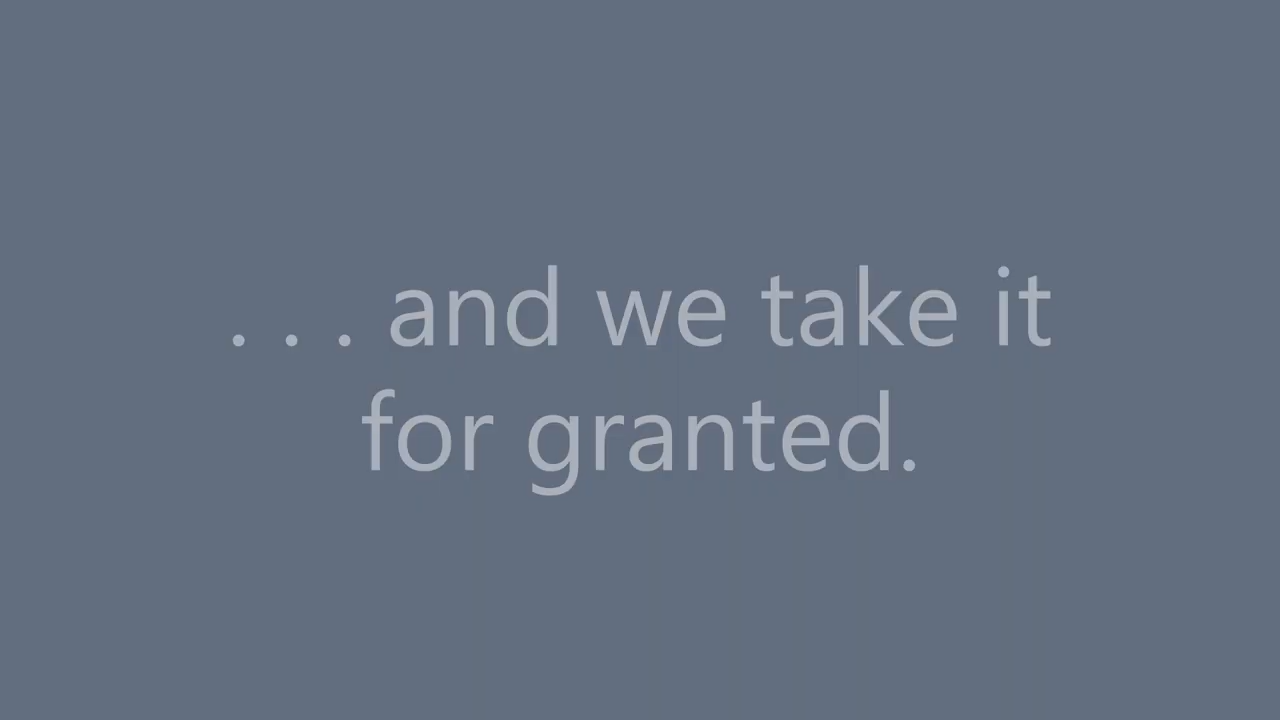 . . . and we take it
for granted.